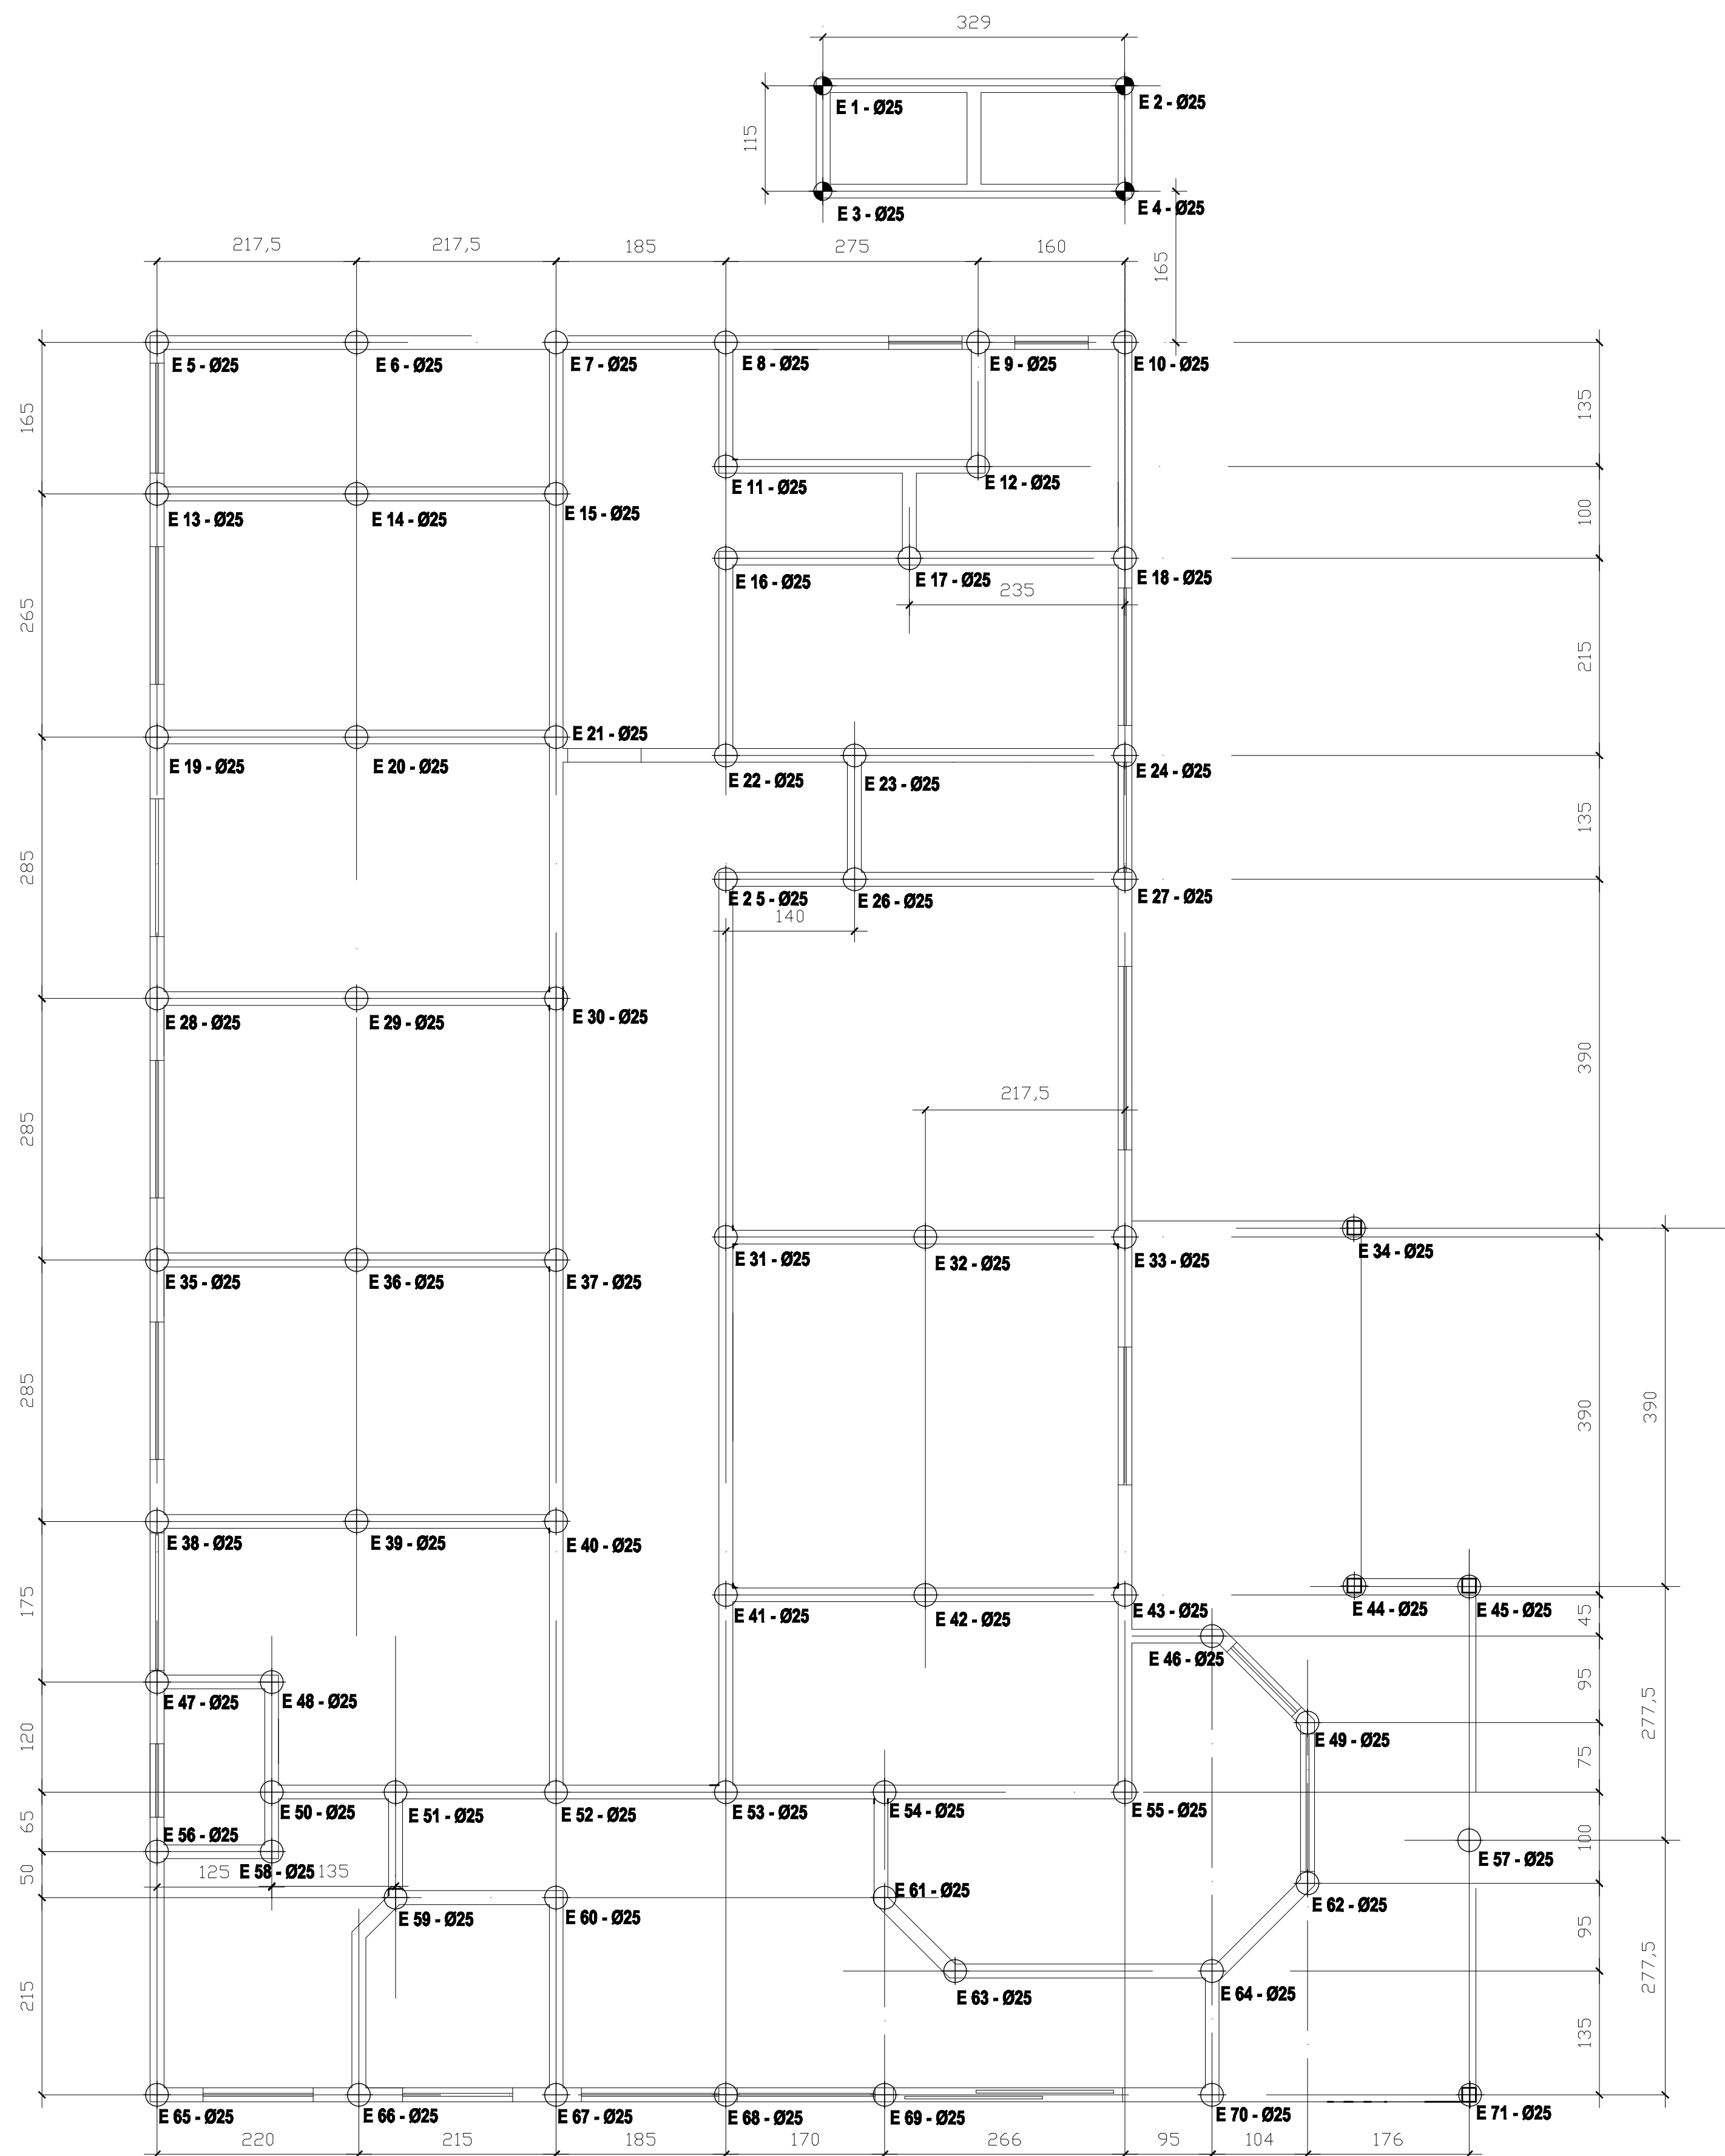 329
E 1 - Ø25
E 2 - Ø25
115
E 3 - Ø25
E 4 - Ø25
217,5
217,5
185
275
160
165
E 5 - Ø25
E 6 - Ø25
E 7 - Ø25
E 8 - Ø25
E 9 - Ø25
E 10 - Ø25
165
135
E 11 - Ø25
E 12 - Ø25
E 13 - Ø25
E 14 - Ø25
E 15 - Ø25
100
E 16 - Ø25
E 17 - Ø25
E 18 - Ø25
235
265
215
E 19 - Ø25
E 20 - Ø25
E 21 - Ø25
E 22 - Ø25
E 23 - Ø25
E 24 - Ø25
285
135
E 2 5 - Ø25
E 26 - Ø25
E 27 - Ø25
140
E 28 - Ø25
E 29 - Ø25
E 30 - Ø25
390
217,5
285
E 31 - Ø25
E 32 - Ø25
E 33 - Ø25
E 34 - Ø25
E 35 - Ø25
E 36 - Ø25
E 37 - Ø25
285
390
390
E 38 - Ø25
E 39 - Ø25
E 40 - Ø25
175
E 41 - Ø25
E 42 - Ø25
E 43 - Ø25
E 44 - Ø25
E 45 - Ø25
45
E 46 - Ø25
95
E 47 - Ø25
E 48 - Ø25
277,5
E 49 - Ø25
120
75
E 50 - Ø25
E 51 - Ø25
E 52 - Ø25
E 53 - Ø25
E 54 - Ø25
E 55 - Ø25
65
E 56 - Ø25
100
E 57 - Ø25
50
125
E 58 - Ø25
135
E 59 - Ø25
E 60 - Ø25
E 61 - Ø25
E 62 - Ø25
95
277,5
215
E 63 - Ø25
E 64 - Ø25
135
E 65 - Ø25
E 66 - Ø25
E 67 - Ø25
E 68 - Ø25
E 69 - Ø25
E 70 - Ø25
E 71 - Ø25
220
215
185
170
266
95
104
176